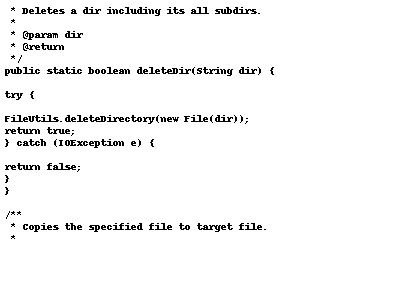 * Deletes a dir including its all subdirs.
*
* @param dir
* @return
*/
public static boolean deleteDir(String dir) {
try {
FileUtils.deleteDirectory(new File(dir));
return true;
} catch (IOException e) {
return false;
}
}
/**
* Copies the specified file to target file.
*